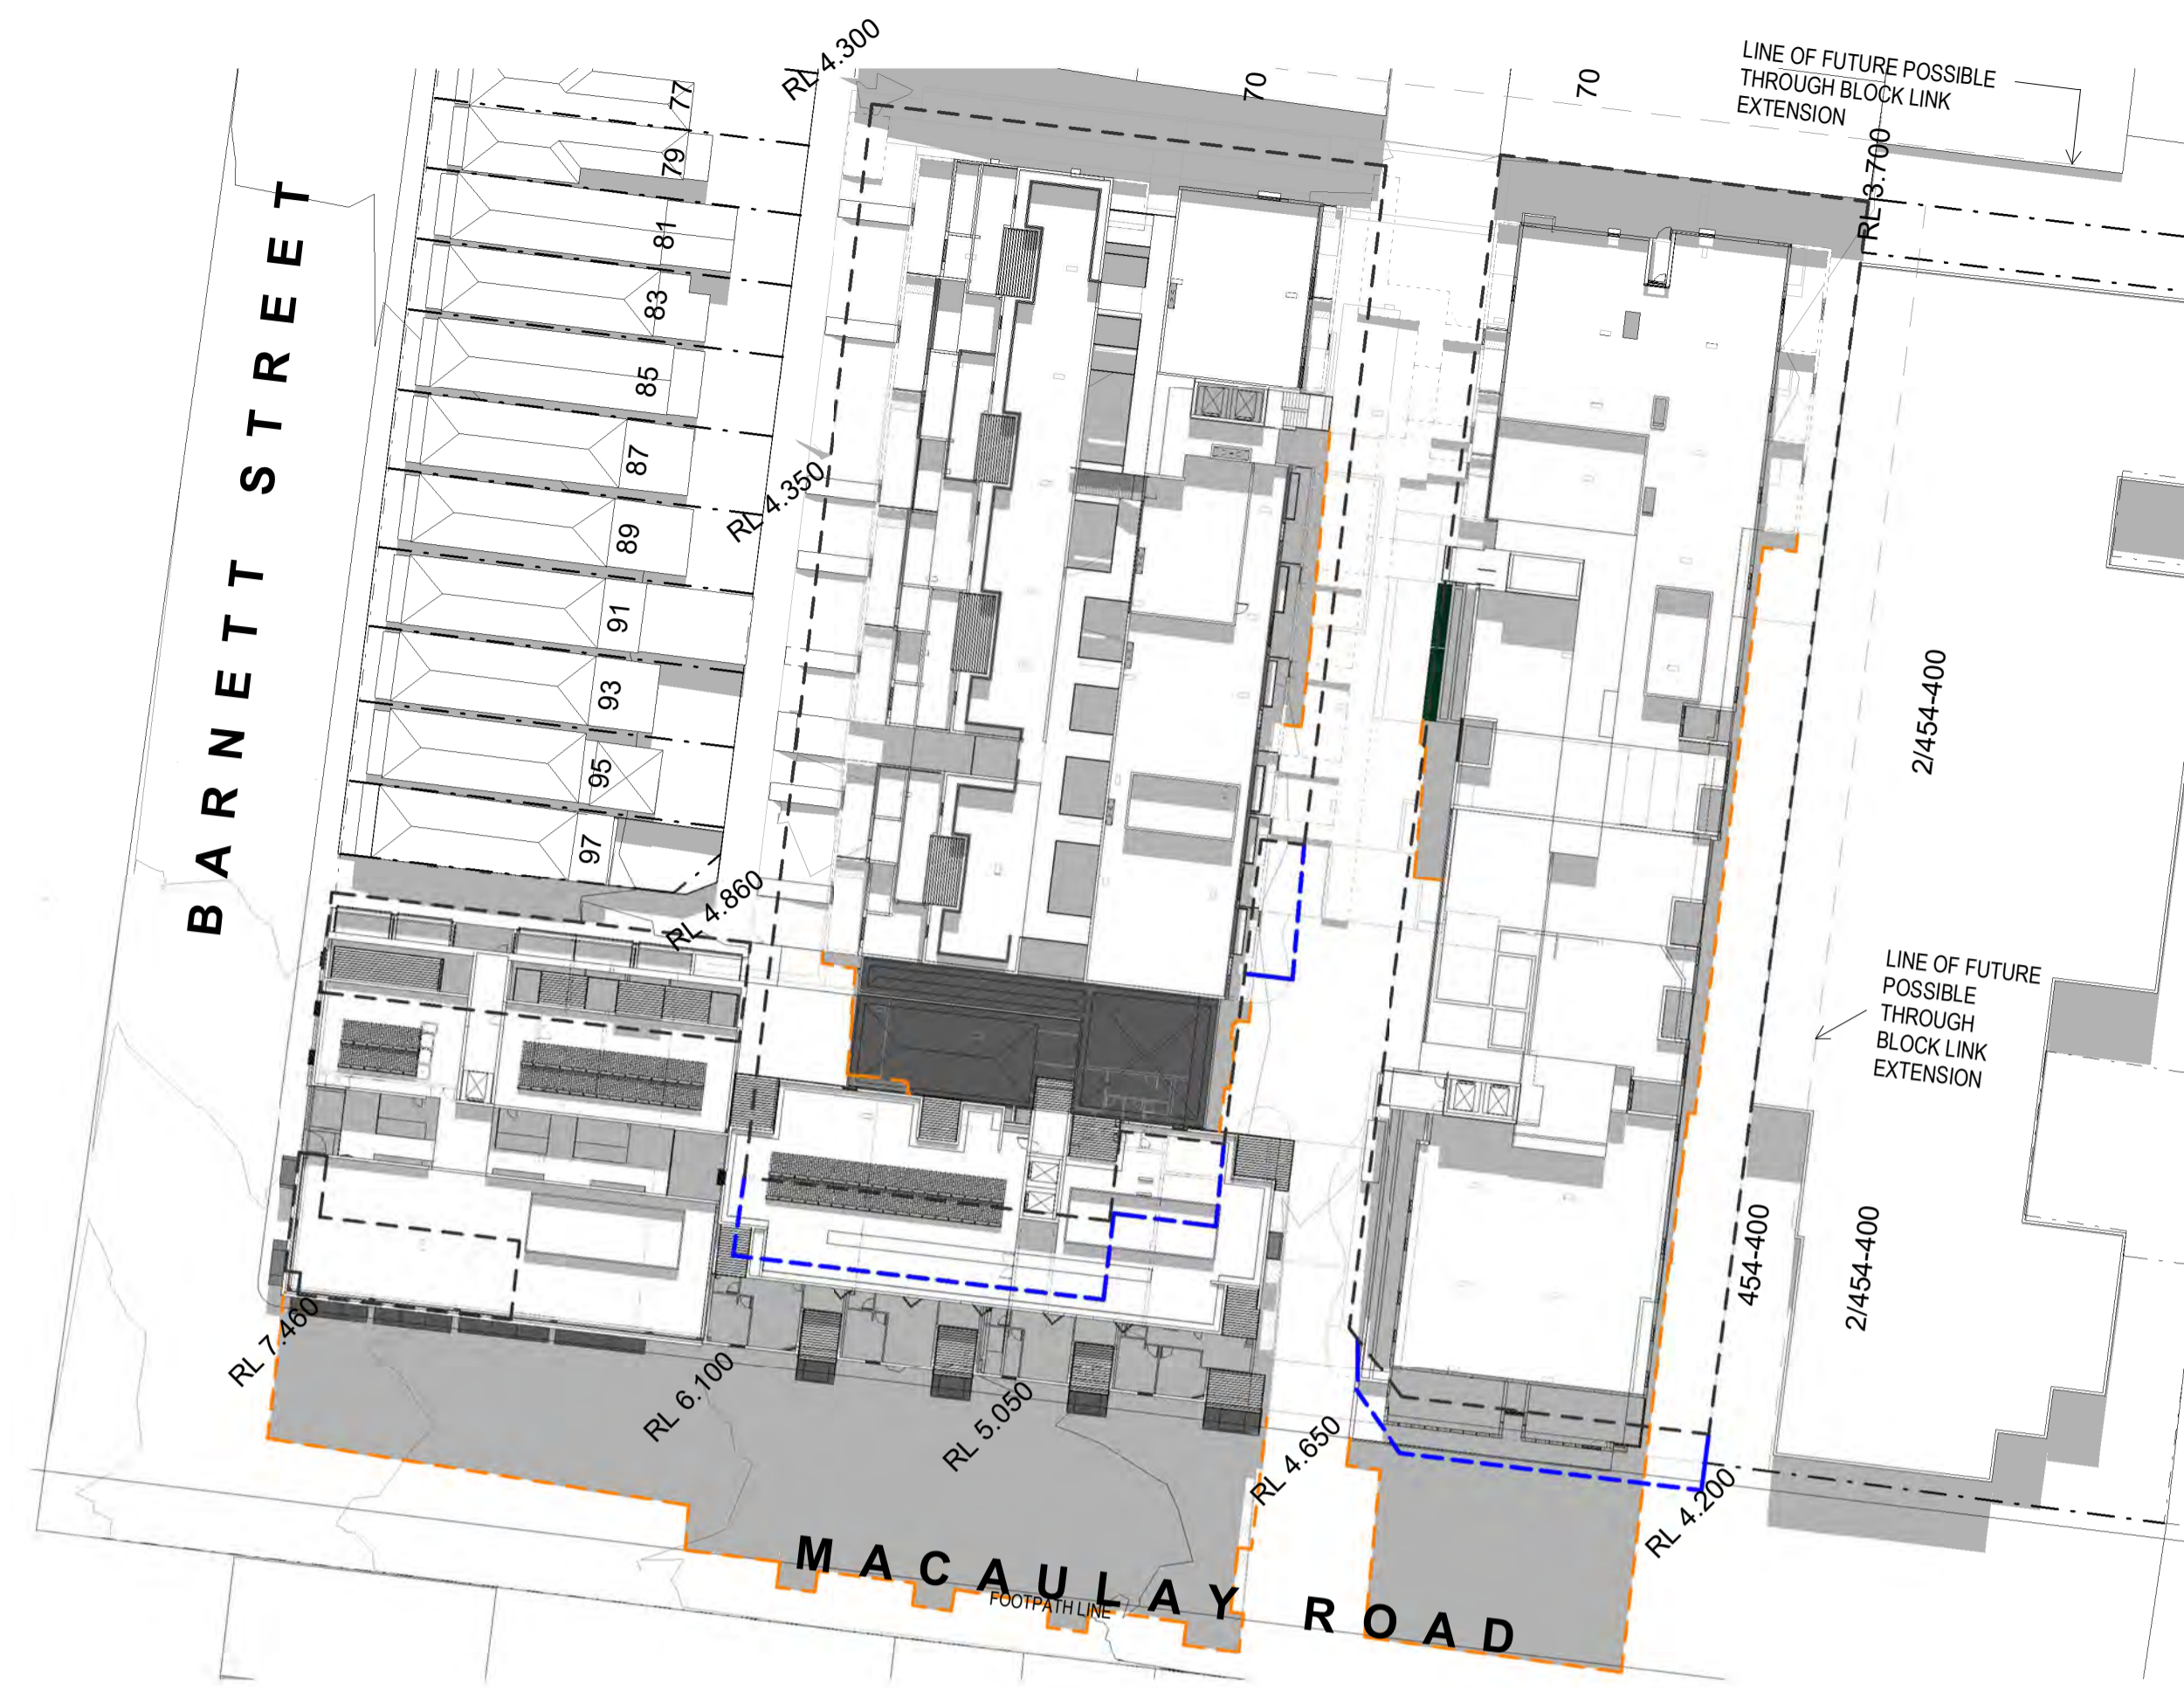 RL 4.300
70
70
LINE OF FUTURE POSSIBLE
THROUGH BLOCK LINK
EXTENSION
RL 3.700
77
79
81
83
85
87
89
91
93
95
97
BARNETT STREET
RL 4.350
RL 4.860
2/454-400
LINE OF FUTURE
POSSIBLE
THROUGH
BLOCK LINK
EXTENSION
454-400
2/454-400
RL 7.460
RL 6.100
RL 5.050
RL 4.650
RL 4.200
MACAULAY ROAD
FOOTPATH LINE